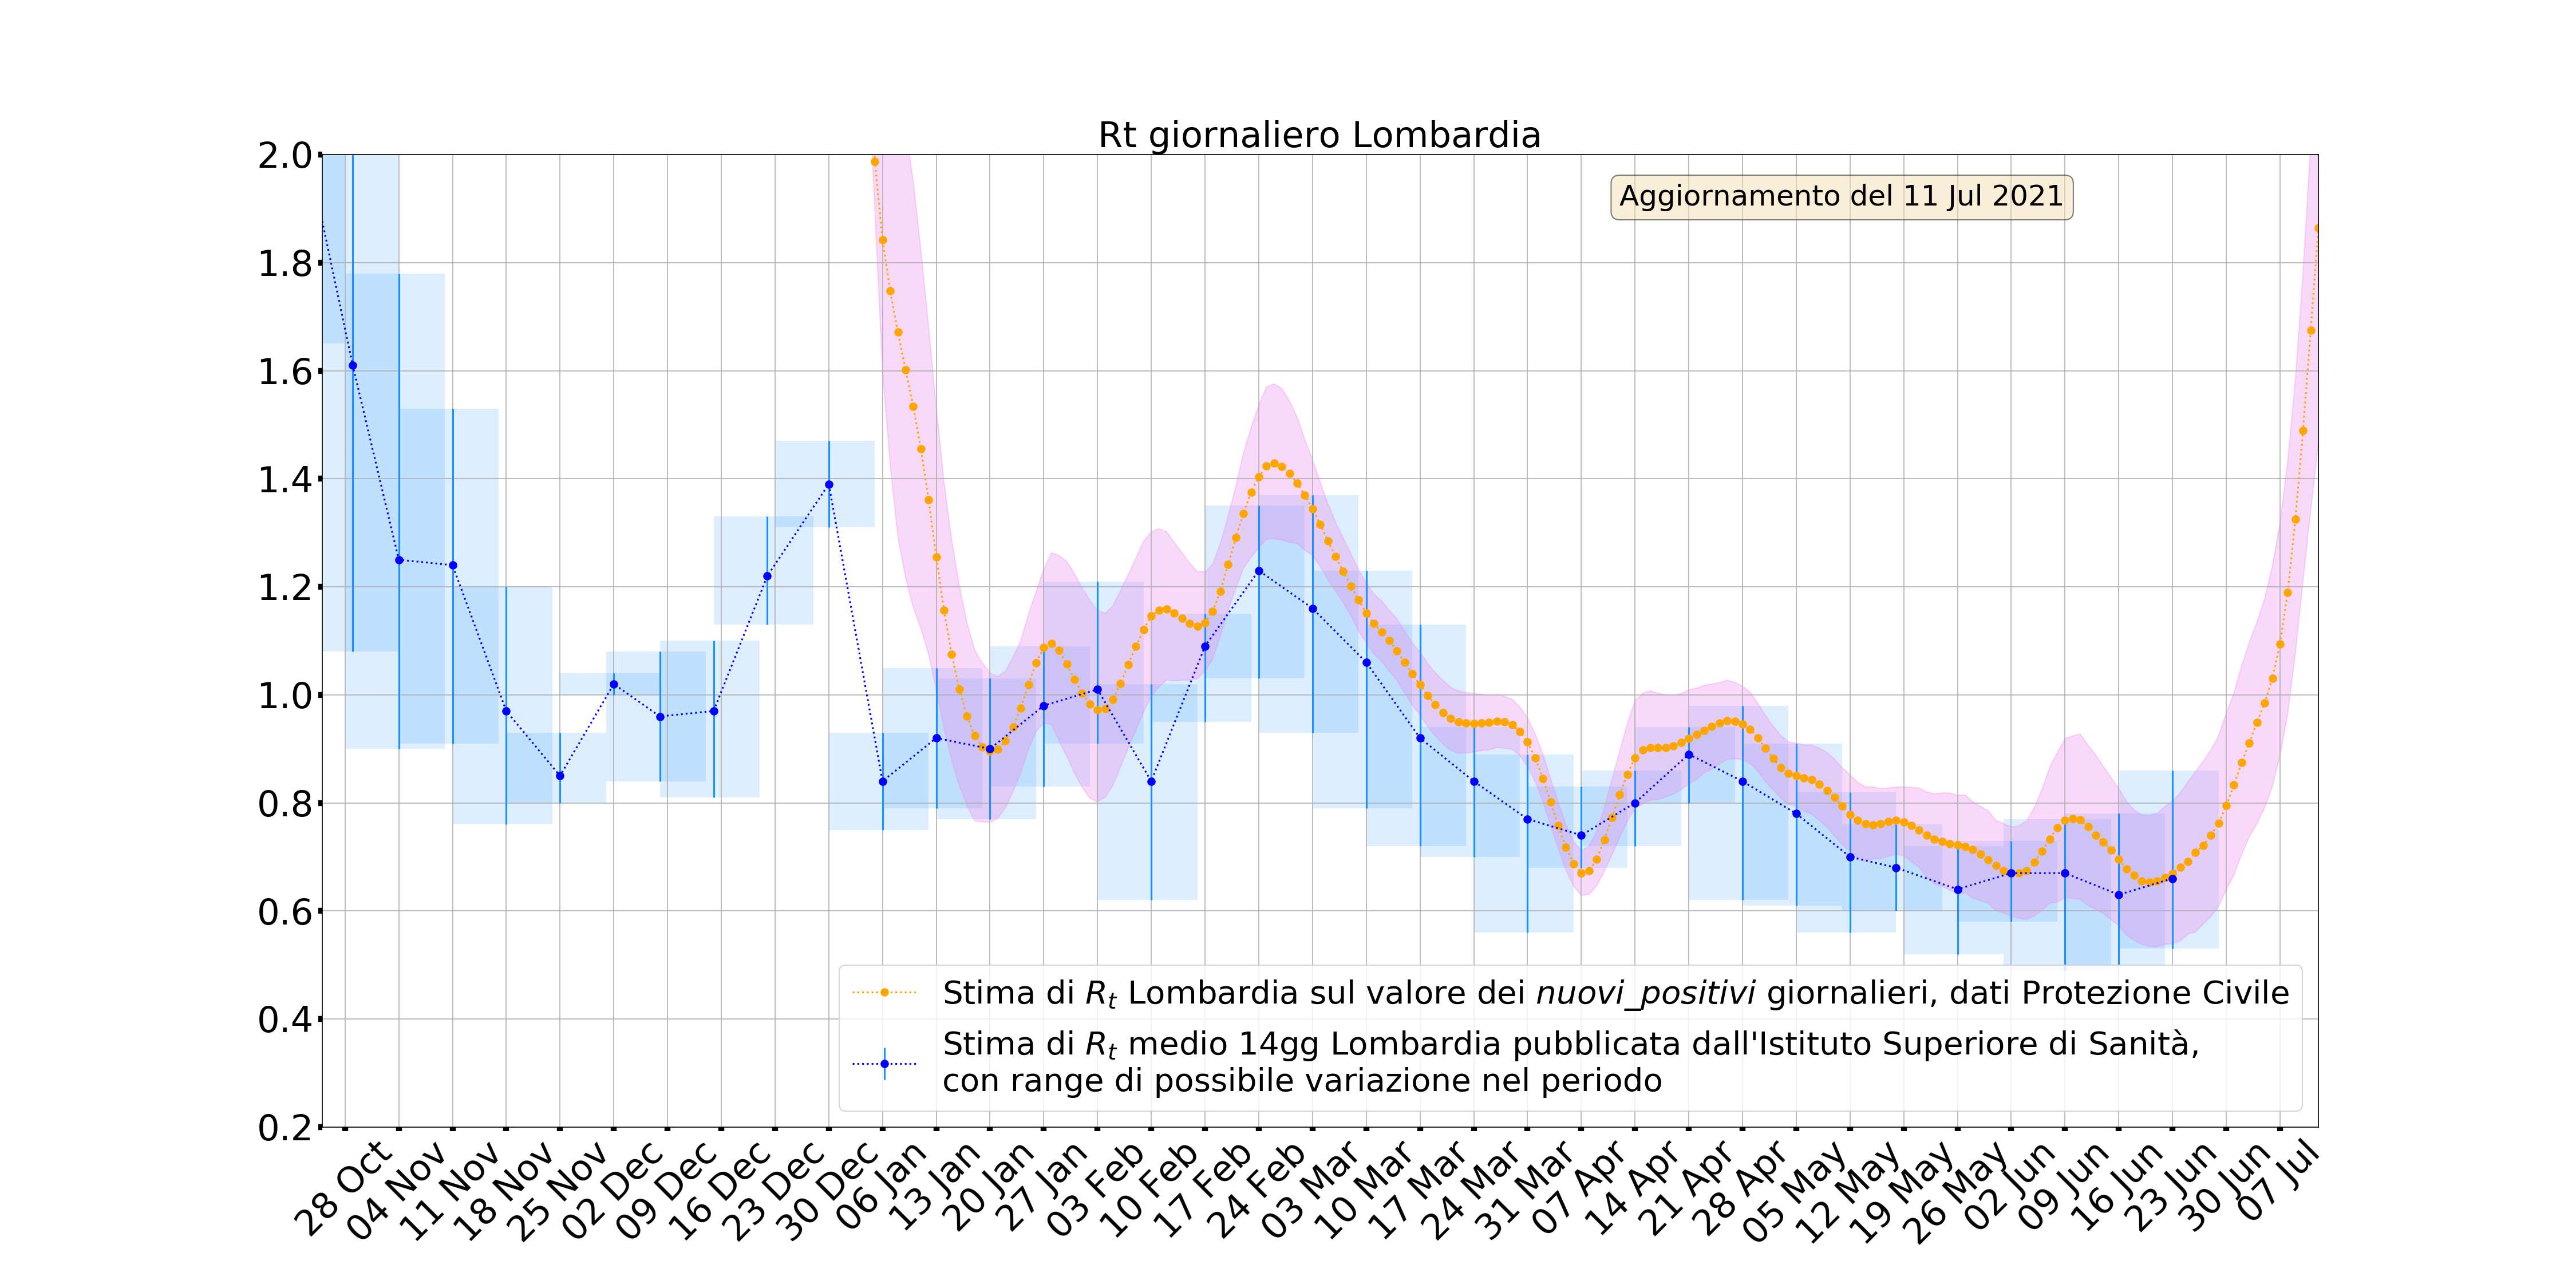 Rt giornaliero Lombardia
Aggiornamento del 11 Jul 2021
2.0
1.8
1.6
1.4
1.2
1.0
0.8
0.6
0.4
0.2
Stima di Rt Lombardia sul valore dei nuovi_positivi giornalieri, dati Protezione Civile
Stima di Rt medio 14gg Lombardia pubblicata dall'Istituto Superiore di Sanità,
con range di possibile variazione nel periodo
28 Oct
04 Nov
11 Nov
18 Nov
25 Nov
02 Dec
09 Dec
16 Dec
23 Dec
30 Dec
06 Jan
13 Jan
20 Jan
27 Jan
03 Feb
10 Feb
17 Feb
24 Feb
03 Mar
10 Mar
17 Mar
24 Mar
31 Mar
07 Apr
14 Apr
21 Apr
28 Apr
05 May
12 May
19 May
26 May
02 Jun
09 Jun
16 Jun
23 Jun
30 Jun
07 Jul